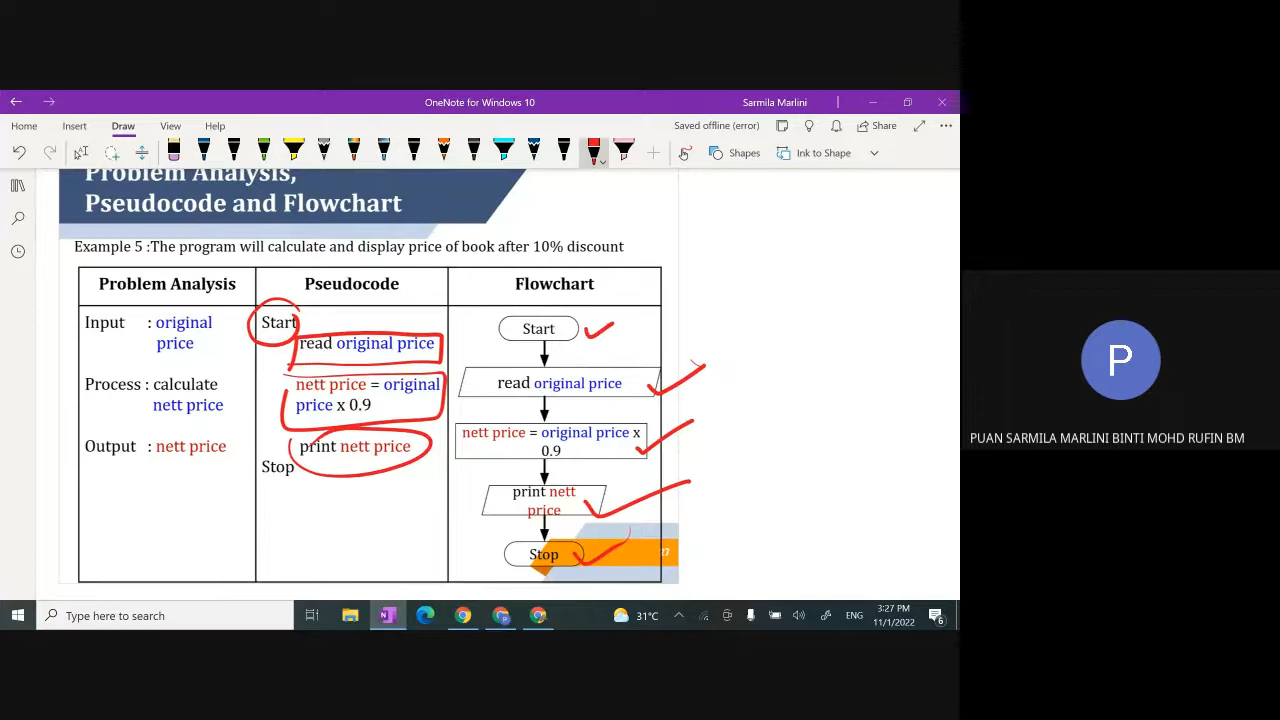 OneNote for Windows 10
Sarmila Marlini
Home Insert Draw View Help
Saved offline (error)
Share
Shapes
Ink to Shape
Problem Analysis,
Pseudocode and Flowchart
Example 5 :The program will calculate and display price of book after 10% discount
Problem Analysis
Pseudocode
Flowchart
Input : original
price
Process : calculate
nett price
Output : nett price
Start
read original price
nett price = original
price x 0.9
print nett price
Stop
Start
read original price
nett price = original price x
0.9
print nett
price
Stop
27
P
PUAN SARMILA MARLINI BINTI MOHD RUFIN BM
Type here to search
31°C
ENG
3:27 PM
11/1/2022
6